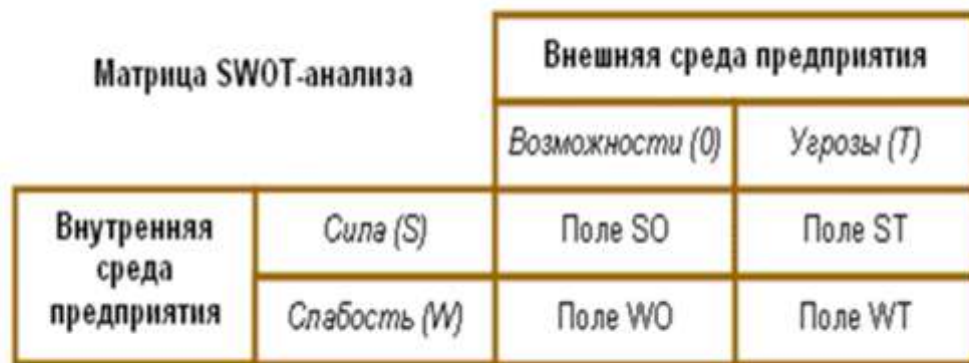 Матрица SWOT-анализа
Внешняя среда предприятия
Возможности (0)
Угрозы (Т)
Внутренняя
среда
предприятия
Сила (S)
Поле SO
Поле ST
Слабость (W)
Поле WO
Поле WT